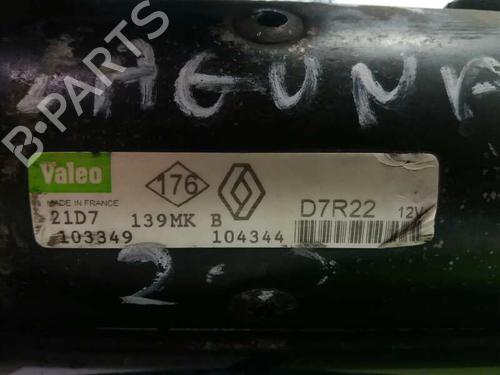 LAGUNA
B-PARTS
Valeo
176
MADE IN FRANCE
D7R22 12V
21D7 139MK B
103349 104344